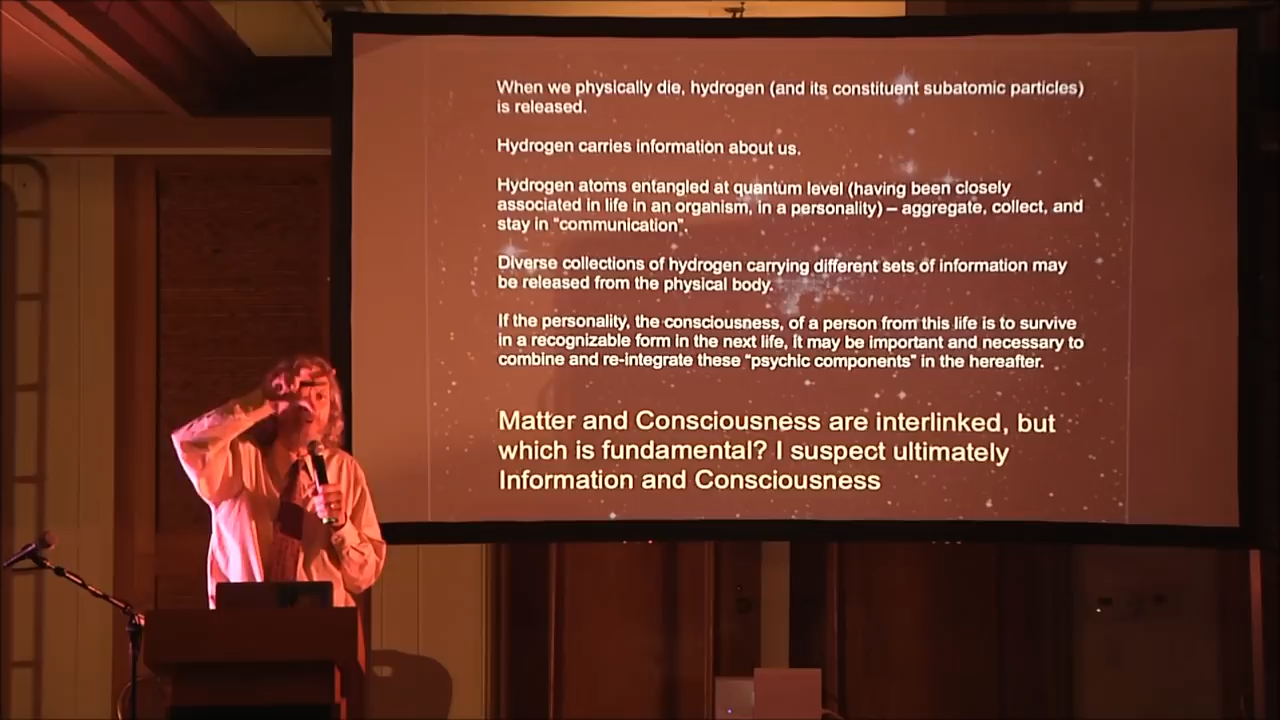 When we physically die, hydrogen (and its constituent subatomic particles)
is released.
Hydrogen carries information about us.
Hydrogen atoms entangled at quantum level (having been closely
associated in life in an organism, in a personality) – aggregate, collect, and
stay in "communication".
Diverse collections of hydrogen carrying different sets of information may
be released from the physical body.
If the personality, the consciousness, of a person from this life is to survive
in a recognizable form in the next life, it may be important and necessary to
combine and re-integrate these "psychic components" in the hereafter.
Matter and Consciousness are interlinked, but
which is fundamental? I suspect ultimately
Information and Consciousness